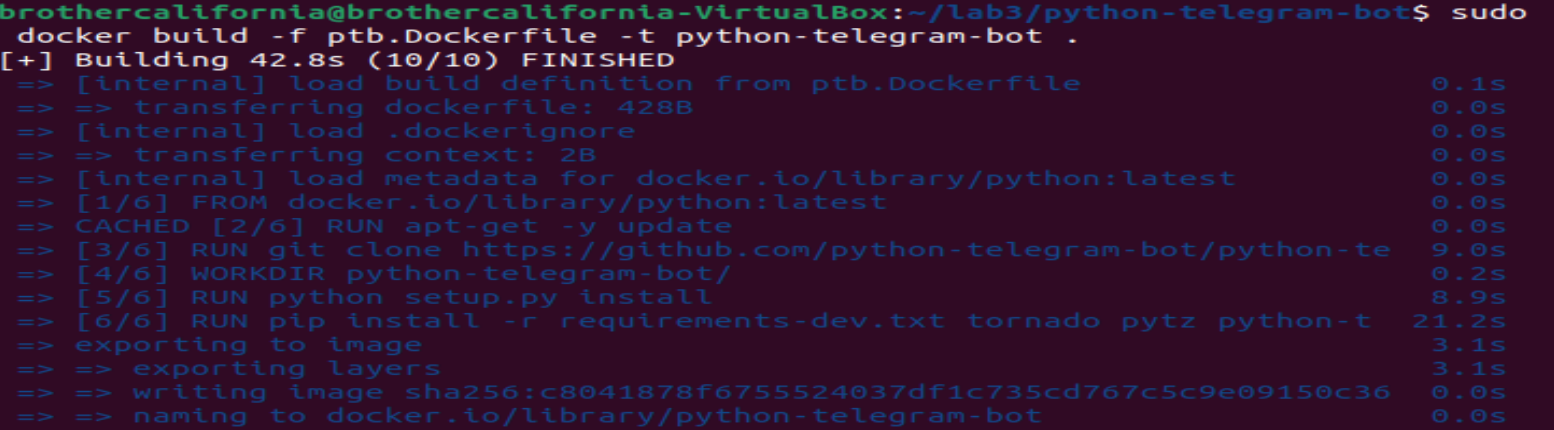 brothercalifornia@brothercalifornia-VirtualBox:~/lab3/python-telegram-bot$ sudo
 docker build -f ptb.Dockerfile -t python-telegram-bot .
[+] Building 42.8s (10/10) FINISHED
 => [internal] load build definition from ptb.Dockerfile 0.1s
 => => transferring dockerfile: 428B 0.0s
 => [internal] load .dockerignore 0.0s
 => => transferring context: 2B 0.0s
 => [internal] load metadata for docker.io/library/python:latest 0.0s
 => [1/6] FROM docker.io/library/python:latest 0.0s
 => CACHED [2/6] RUN apt-get -y update 0.0s
 => [3/6] RUN git clone https://github.com/python-telegram-bot/python-te 9.0s
 => [4/6] WORKDIR python-telegram-bot/ 0.2s
 => [5/6] RUN python setup.py install 8.9s
 => [6/6] RUN pip install -r requirements-dev.txt tornado pytz python-t 21.2s
 => exporting to image 3.1s
 => => exporting layers 3.1s
 => => writing image sha256:c8041878f6755524037df1c735cd767c5c9e09150c36 0.0s
 => => naming to docker.io/library/python-telegram-bot 0.0s